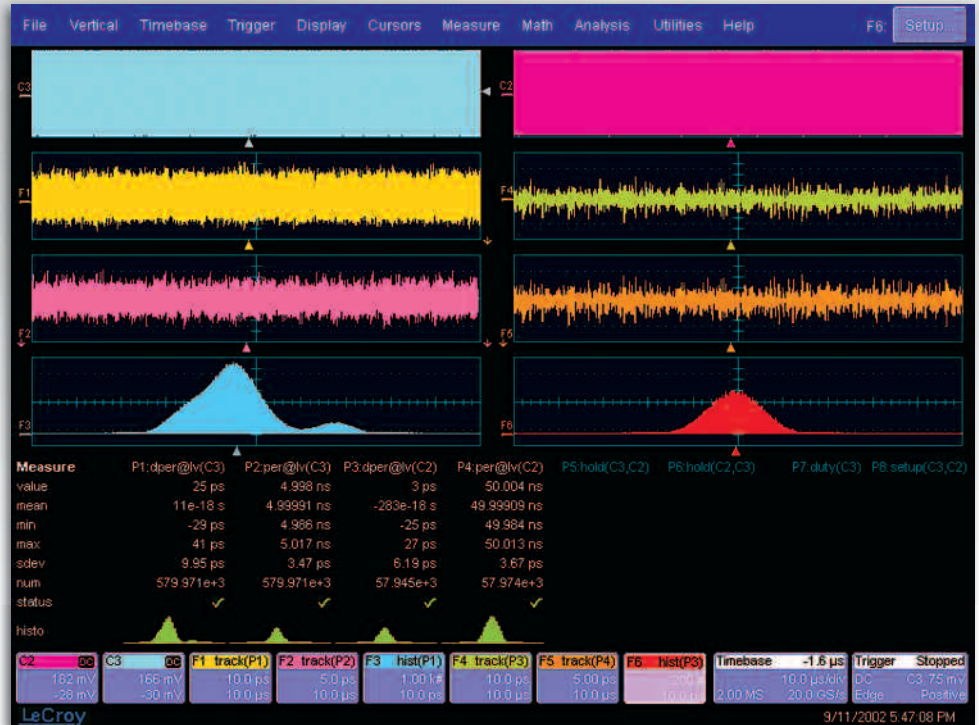 File Vertical Timebase Trigger Display Cursors Measure Math Analysis Utilities Help F6: Setup...
C3 C2
F1 F4
F2 F5
F3 F6
Measure P1:dper@lv(C3) P2:per@lv(C3) P3:dper@lv(C2) P4:per@lv(C2) P5:hold(C3,C2) P6:hold(C2,C3) P7:duty(C3) P8:setup(C3,C2)
value 25 ps 4.998 ns 3 ps 50.004 ns
mean 11e-18 s 4.99991 ns -283e-18 s 49.99909 ns
min -29 ps 4.986 ns -25 ps 49.984 ns
max 41 ps 5.017 ns 27 ps 50.013 ns
sdev 9.95 ps 3.47 ps 6.19 ps 3.67 ps
num 579.971e+3 579.971e+3 57.945e+3 57.974e+3
status
histo
C2 DC C3 DC F1 track(P1) F2 track(P2) F3 hist(P1) F4 track(P3) F5 track(P4) F6 hist(P3) Timebase -1.6 µs Trigger Stopped
162 mV 166 mV 10.0 ps 5.0 ps 1.00 k# 10.0 ps 5.00 ps 10.0 µs/div DC C3 75 mV
-28 mV -30 mV 10.0 µs 10.0 µs 10.0 ps 10.0 µs 10.0 µs 2.00 MS 20.0 GS/s Edge Positive
LeCroy 9/11/2002 5:47:08 PM